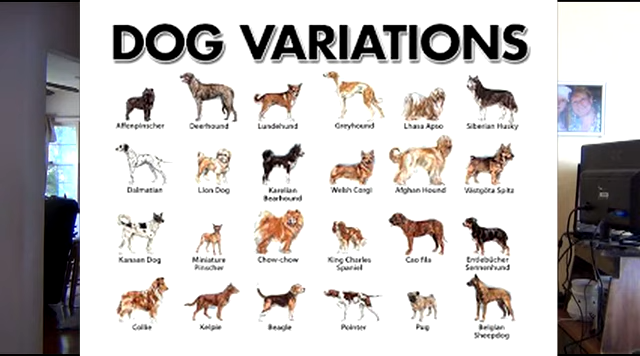 DOG VARIATIONS
Affenpinscher Deerhound Lundehund Greyhound Lhasa Apso Siberian Husky
Dalmatian Lion Dog Karelian Bearhound Welsh Corgi Afghan Hound Västgöta Spitz
Kansan Dog Miniature Pinscher Chow-chow King Charles Spaniel Cao fila Entlebücher Sennenhund
Collie Kelpie Beagle Pointer Pug Belgian Sheepdog